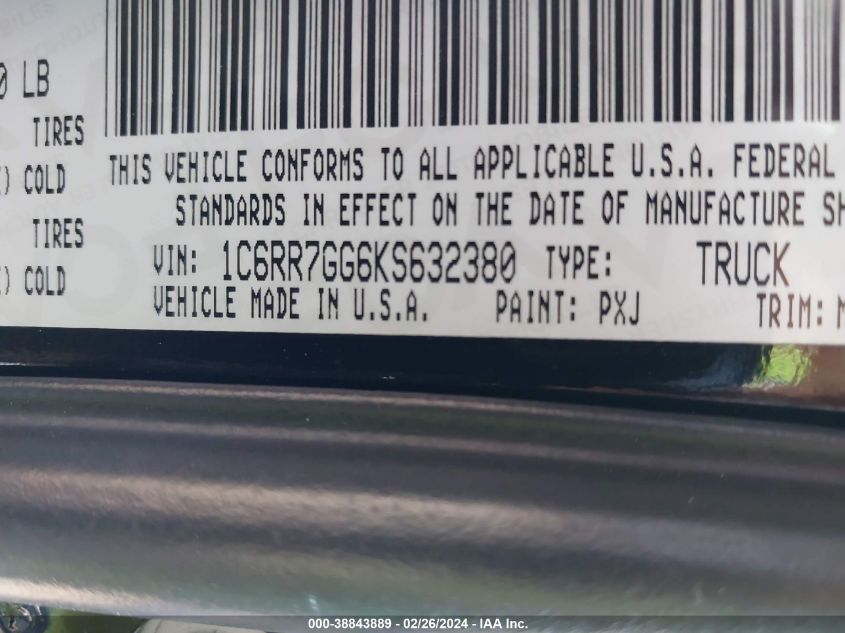 0 LB
TIRES
) COLD
TIRES
) COLD
THIS VEHICLE CONFORMS TO ALL APPLICABLE U.S.A. FEDERAL
STANDARDS IN EFFECT ON THE DATE OF MANUFACTURE SH
VIN: 1C6RR7GG6KS632380 TYPE: TRUCK
VEHICLE MADE IN U.S.A. PAINT: PXJ TRIM: M
000-38843889 - 02/26/2024 - IAA Inc.